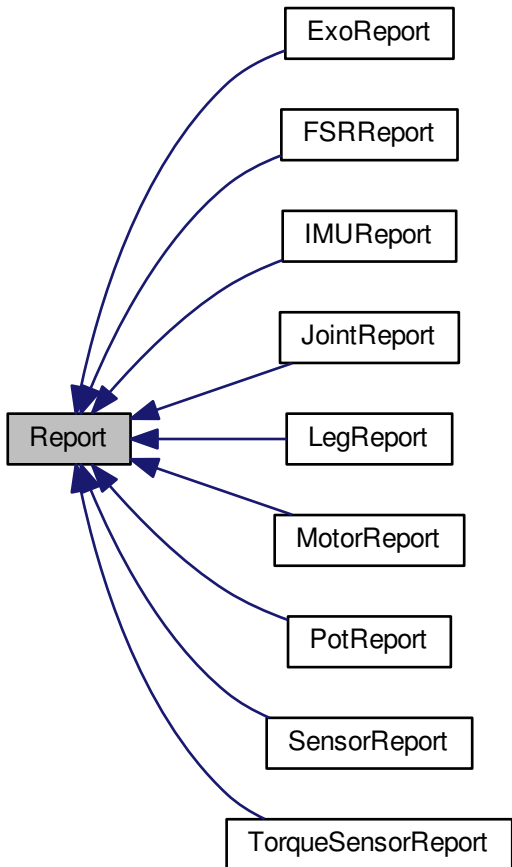 ExoReport
FSRReport
IMUReport
JointReport
Report
LegReport
MotorReport
PotReport
SensorReport
TorqueSensorReport